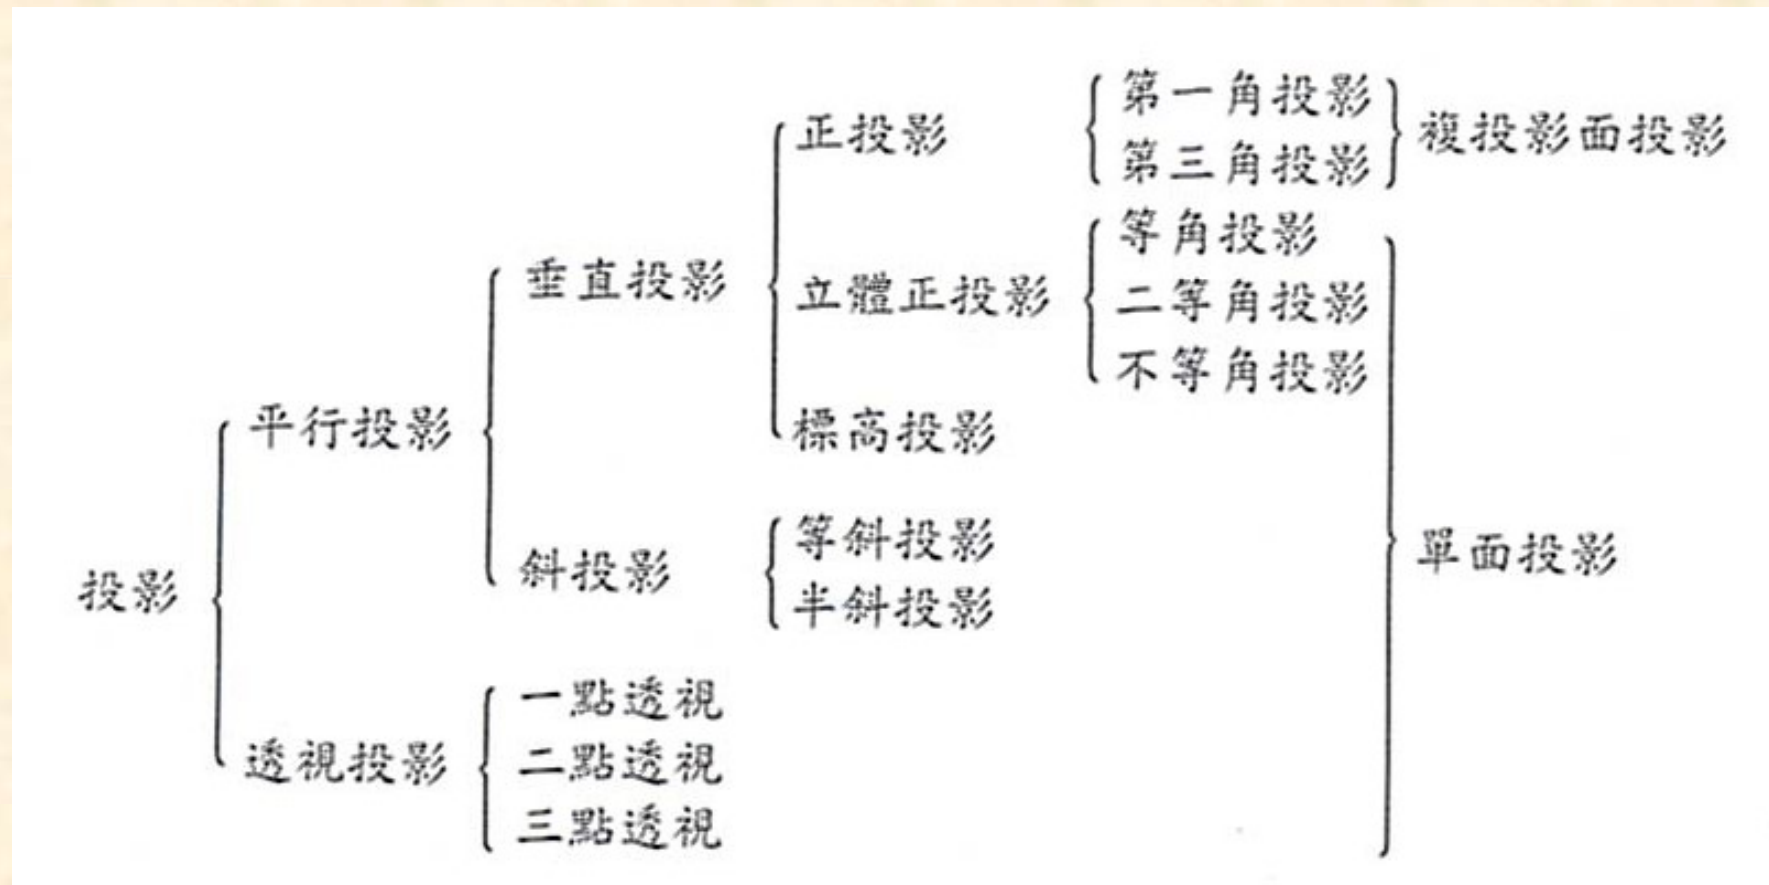 第一角投影
正投影
複投影面投影
第三角投影
等角投影
垂直投影
立體正投影
二等角投影
不等角投影
平行投影
標高投影
等斜投影
單面投影
斜投影
投影
半斜投影
一點透視
透視投影
二點透視
三點透視